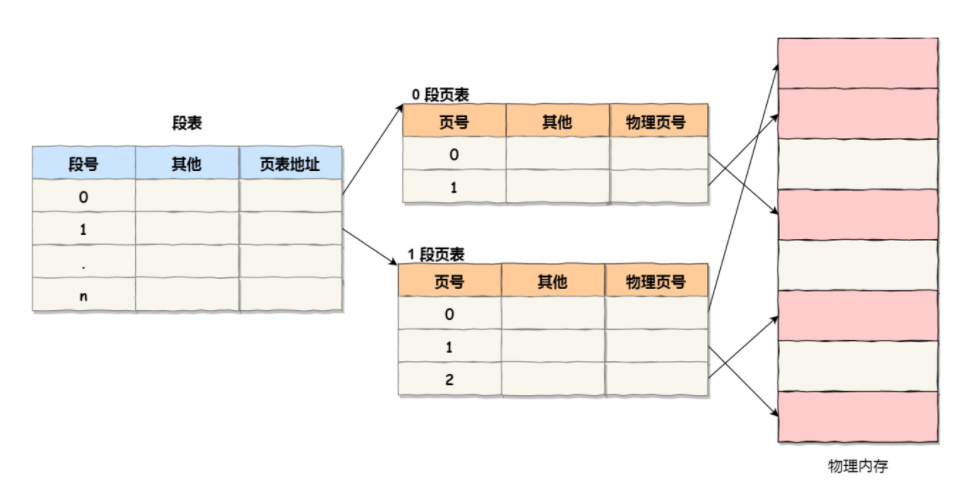 段表
段号 其他 页表地址
0
1
.
n
0 段页表
页号 其他 物理页号
0
1
1 段页表
页号 其他 物理页号
0
1
2
物理内存